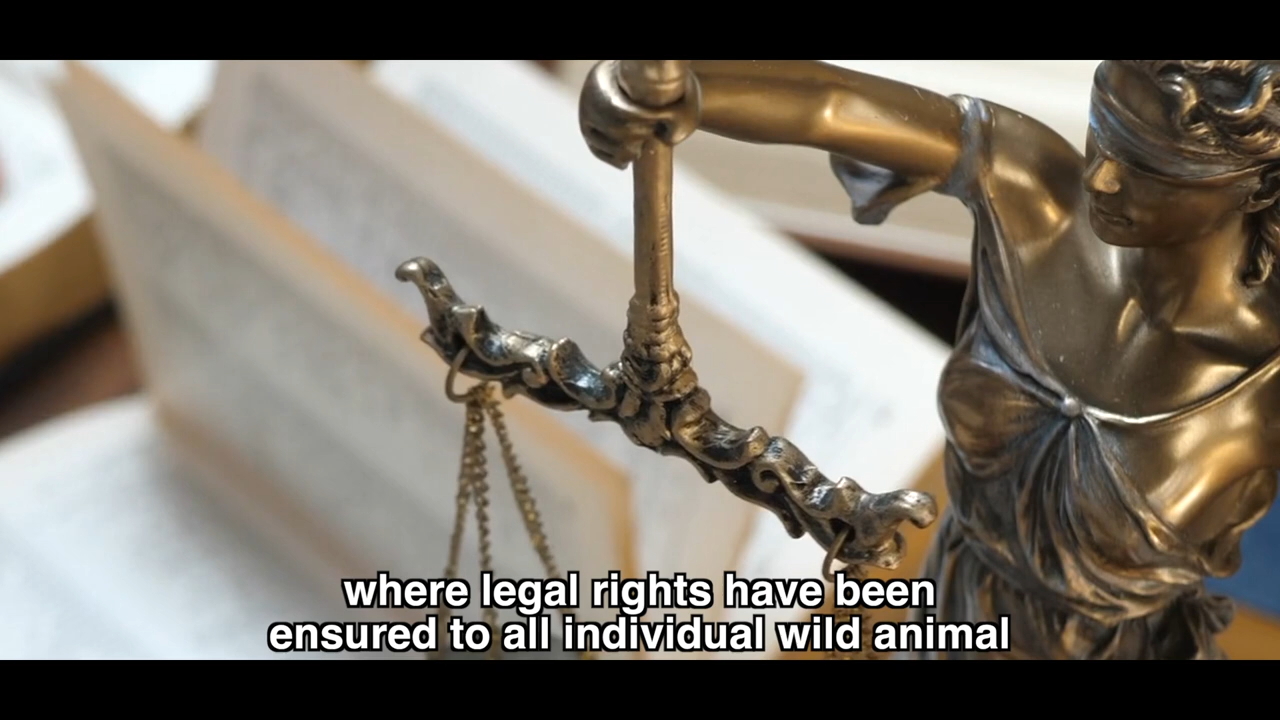 where legal rights have been
ensured to all individual wild animal